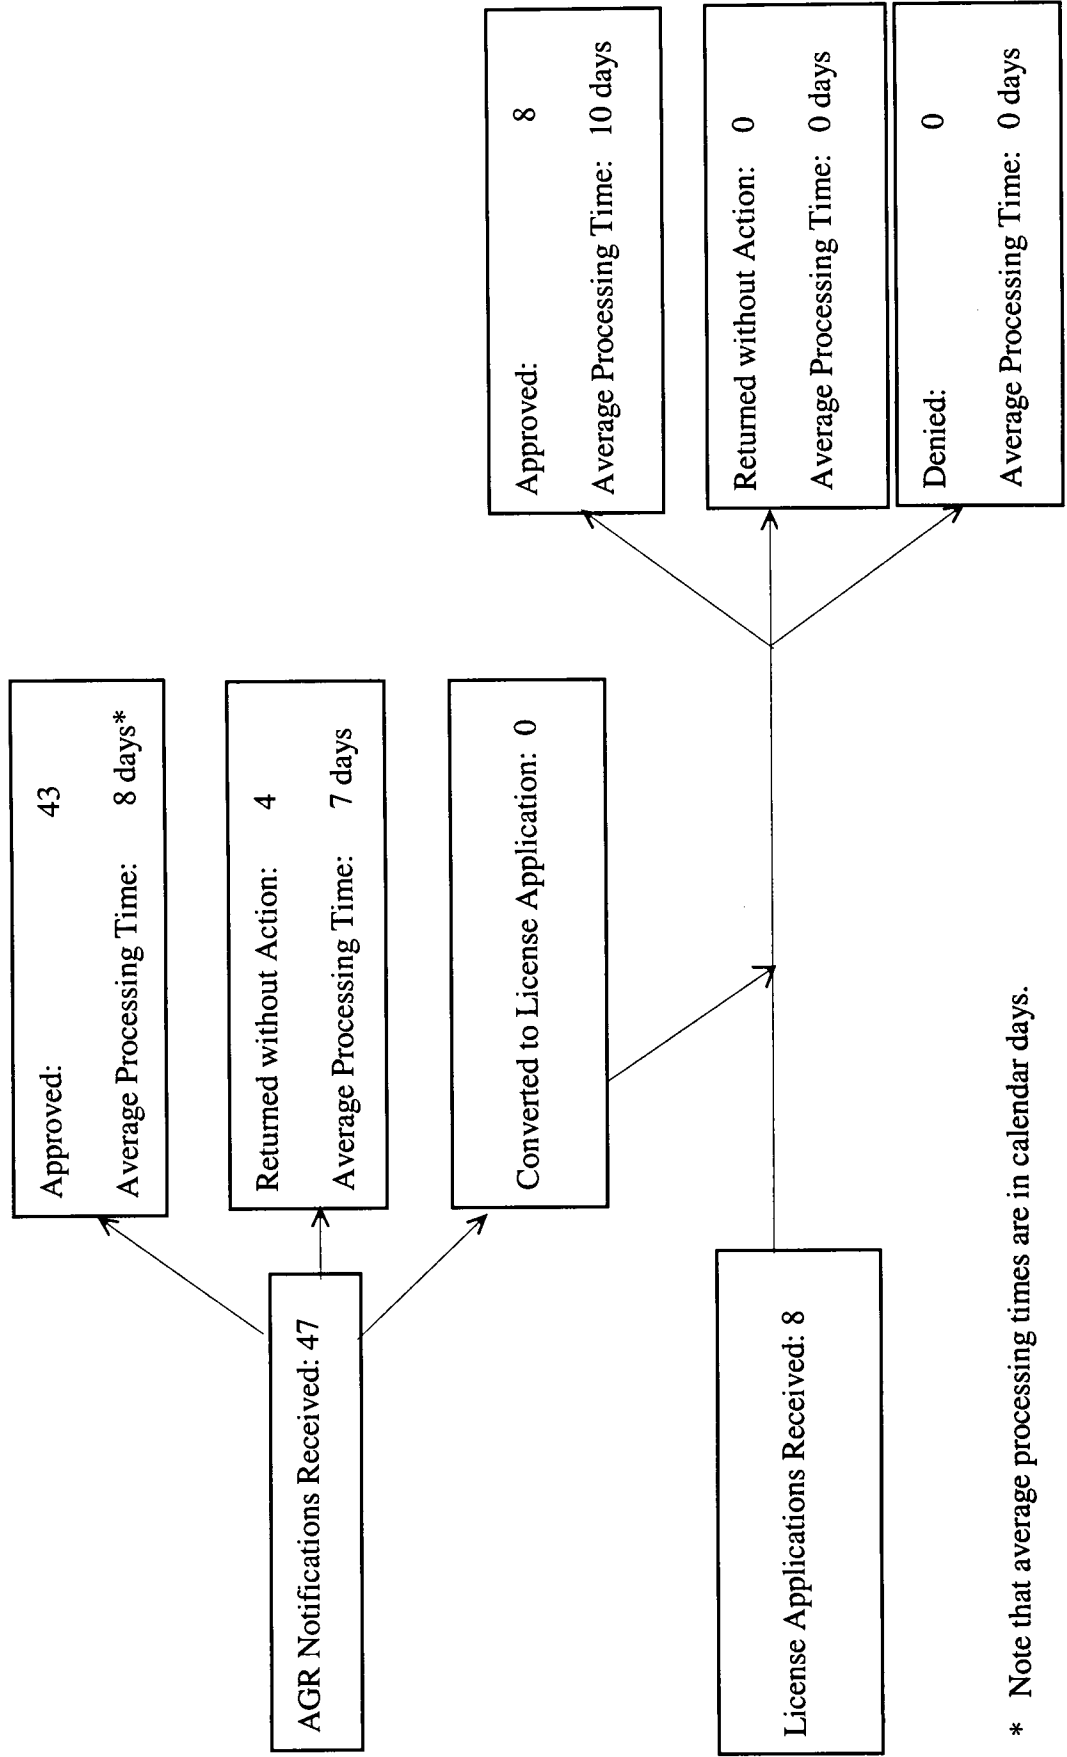 Approved: 43
Average Processing Time: 8 days*
Returned without Action: 4
Average Processing Time: 7 days
AGR Notifications Received: 47
Converted to License Application: 0
Approved: 8
Average Processing Time: 10 days
License Applications Received: 8
Returned without Action: 0
Average Processing Time: 0 days
Denied: 0
Average Processing Time: 0 days
* Note that average processing times are in calendar days.